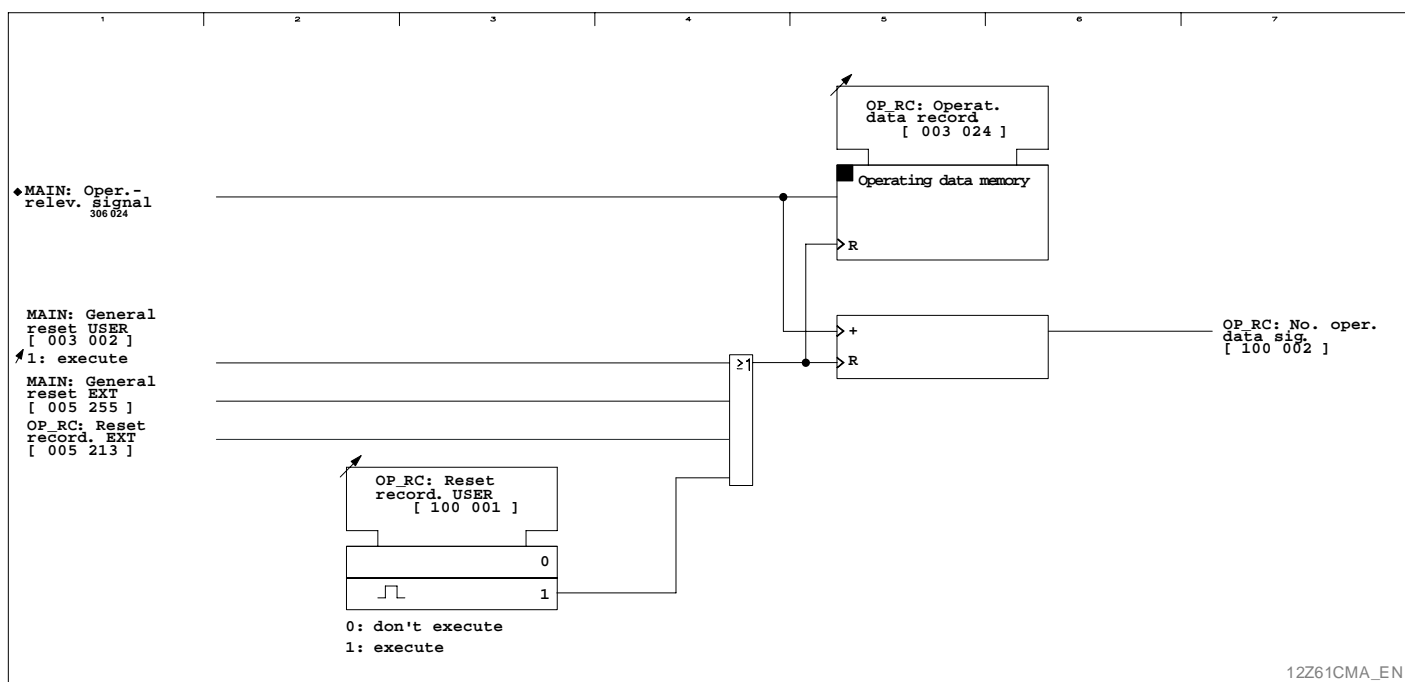 1 2 3 4 5 6 7
OP_RC: Operat.
data record.
[ 003 024 ]
Operating data memory
R
◆MAIN: Oper.-
relev. signal
306 024
MAIN: General
reset USER
[ 003 002 ]
1: execute
MAIN: General
reset EXT
[ 005 255 ]
OP_RC: Reset
record. EXT
[ 005 213 ]
≥1
+
R
OP_RC: No. oper.
data sig.
[ 100 002 ]
OP_RC: Reset
record. USER
[ 100 001 ]
0
1
0: don't execute
1: execute
12Z61CMA_EN